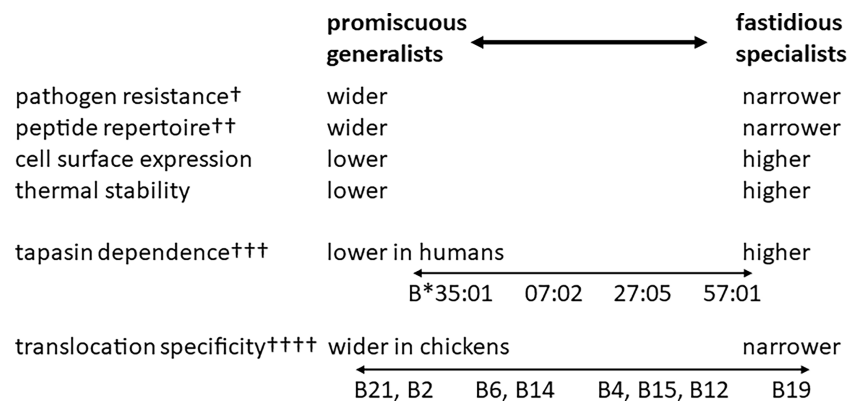 promiscuous generalists fastidious specialists
pathogen resistance† wider narrower
peptide repertoire†† wider narrower
cell surface expression lower higher
thermal stability lower higher
tapasin dependence††† lower in humans higher
B*35:01 07:02 27:05 57:01
translocation specificity†††† wider in chickens narrower
B21, B2 B6, B14 B4, B15, B12 B19